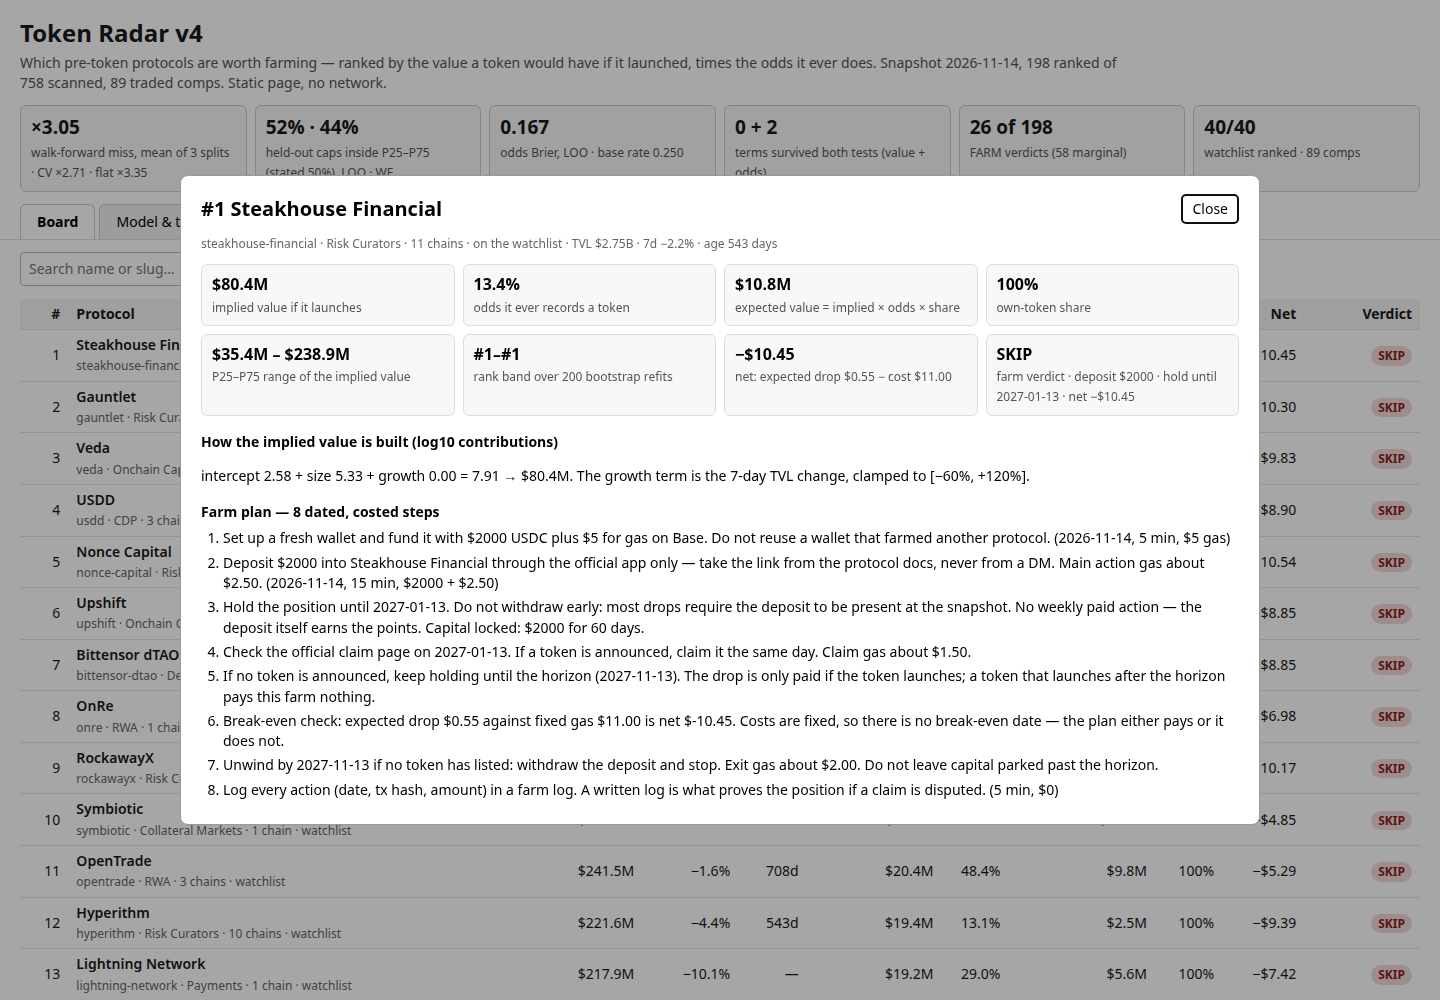 Token Radar v4
Which pre-token protocols are worth farming — ranked by the value a token would have if it launched, times the odds it ever does. Snapshot 2026-11-14, 198 ranked of
758 scanned, 89 traded comps. Static page, no network.
×3.05
walk-forward miss, mean of 3 splits
· CV ×2.71 · flat ×3.35
52% · 44%
held-out caps inside P25–P75
(stated 50%), LOO · WF
0.167
odds Brier, LOO · base rate 0.250
0 + 2
terms survived both tests (value +
odds)
26 of 198
FARM verdicts (58 marginal)
40/40
watchlist ranked · 89 comps
Board
Model & t
Search name or slug...
# Protocol Net Verdict
#1 Steakhouse Financial
Close
steakhouse-financial · Risk Curators · 11 chains · on the watchlist · TVL $2.75B · 7d −2.2% · age 543 days
$80.4M
implied value if it launches
13.4%
odds it ever records a token
$10.8M
expected value = implied × odds × share
100%
own-token share
$35.4M – $238.9M
P25–P75 range of the implied value
#1–#1
rank band over 200 bootstrap refits
−$10.45
net: expected drop $0.55 − cost $11.00
SKIP
farm verdict · deposit $2000 · hold until
2027-01-13 · net −$10.45
How the implied value is built (log10 contributions)
intercept 2.58 + size 5.33 + growth 0.00 = 7.91 → $80.4M. The growth term is the 7-day TVL change, clamped to [−60%, +120%].
Farm plan — 8 dated, costed steps
1. Set up a fresh wallet and fund it with $2000 USDC plus $5 for gas on Base. Do not reuse a wallet that farmed another protocol. (2026-11-14, 5 min, $5 gas)
2. Deposit $2000 into Steakhouse Financial through the official app only — take the link from the protocol docs, never from a DM. Main action gas about
$2.50. (2026-11-14, 15 min, $2000 + $2.50)
3. Hold the position until 2027-01-13. Do not withdraw early: most drops require the deposit to be present at the snapshot. No weekly paid action — the
deposit itself earns the points. Capital locked: $2000 for 60 days.
4. Check the official claim page on 2027-01-13. If a token is announced, claim it the same day. Claim gas about $1.50.
5. If no token is announced, keep holding until the horizon (2027-11-13). The drop is only paid if the token launches; a token that launches after the horizon
pays this farm nothing.
6. Break-even check: expected drop $0.55 against fixed gas $11.00 is net $-10.45. Costs are fixed, so there is no break-even date — the plan either pays or it
does not.
7. Unwind by 2027-11-13 if no token has listed: withdraw the deposit and stop. Exit gas about $2.00. Do not leave capital parked past the horizon.
8. Log every action (date, tx hash, amount) in a farm log. A written log is what proves the position if a claim is disputed. (5 min, $0)
1 Steakhouse Fin 10.45 SKIP
steakhouse-financ
2 Gauntlet 10.30 SKIP
gauntlet · Risk Cur
3 Veda $9.83 SKIP
veda · Onchain Cap
4 USDD $8.90 SKIP
usdd · CDP · 3 chai
5 Nonce Capital 10.54 SKIP
nonce-capital · Risk
6 Upshift $8.85 SKIP
upshift · Onchain C
7 Bittensor dTAO $8.85 SKIP
bittensor-dtao · De
8 OnRe $6.98 SKIP
onre · RWA · 1 chai
9 RockawayX 10.17 SKIP
rockawayx · Risk C
10 Symbiotic $4.85 SKIP
symbiotic · Collateral Markets · 1 chain · watchlist
11 OpenTrade $241.5M −1.6% 708d $20.4M 48.4% $9.8M 100% −$5.29 SKIP
opentrade · RWA · 3 chains · watchlist
12 Hyperithm $221.6M −4.4% 543d $19.4M 13.1% $2.5M 100% −$9.39 SKIP
hyperithm · Risk Curators · 10 chains · watchlist
13 Lightning Network $217.9M −10.1% — $19.2M 29.0% $5.6M 100% −$7.42 SKIP
lightning-network · Payments · 1 chain · watchlist